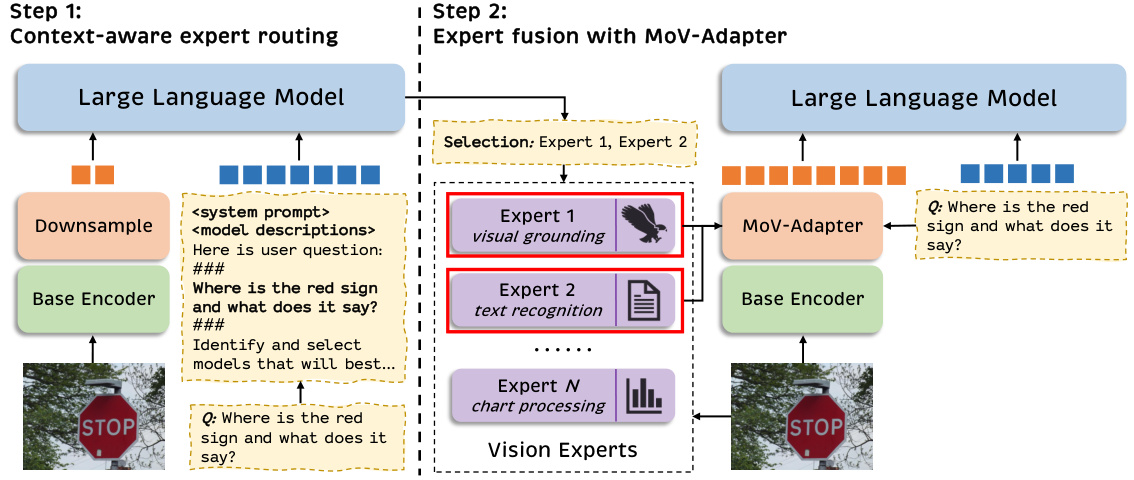 Step 1:
Context-aware expert routing
Large Language Model
Downsample
Base Encoder
<system prompt>
<model descriptions>
Here is user question:
###
Where is the red sign
and what does it say?
###
Identify and select
models that will best...
Q: Where is the red
sign and what does it
say?
STOP
Step 2:
Expert fusion with MoV-Adapter
Selection: Expert 1, Expert 2
Expert 1
visual grounding
Expert 2
text recognition
......
Expert N
chart processing
Vision Experts
Large Language Model
MoV-Adapter
Base Encoder
Q: Where is the red
sign and what does it
say?
STOP